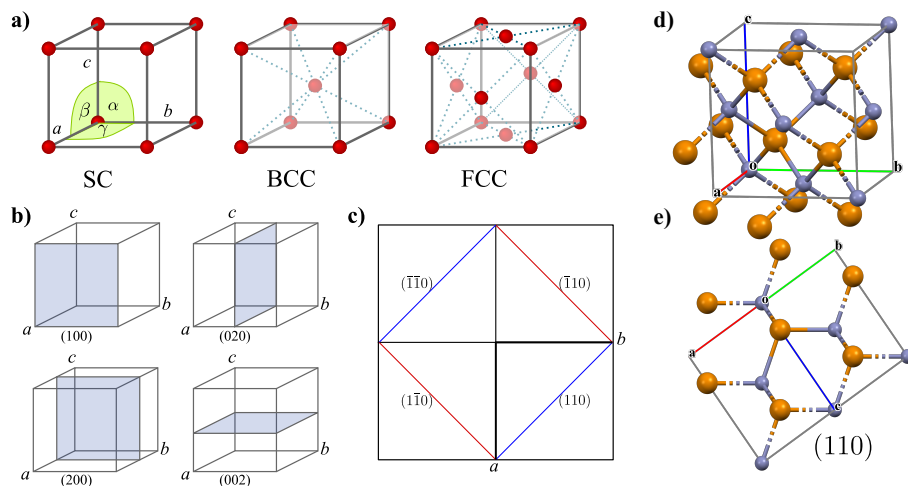 a)
c
β
α
a
γ
b
SC
BCC
FCC
b)
c
a
b
(100)
c
a
b
(020)
c
a
b
(200)
c
a
b
(002)
c)
(1̅1̅0)
(1̅10)
b
(11̅0)
(110)
a
d)
c
o
a
b
e)
b
o
a
c
(110)